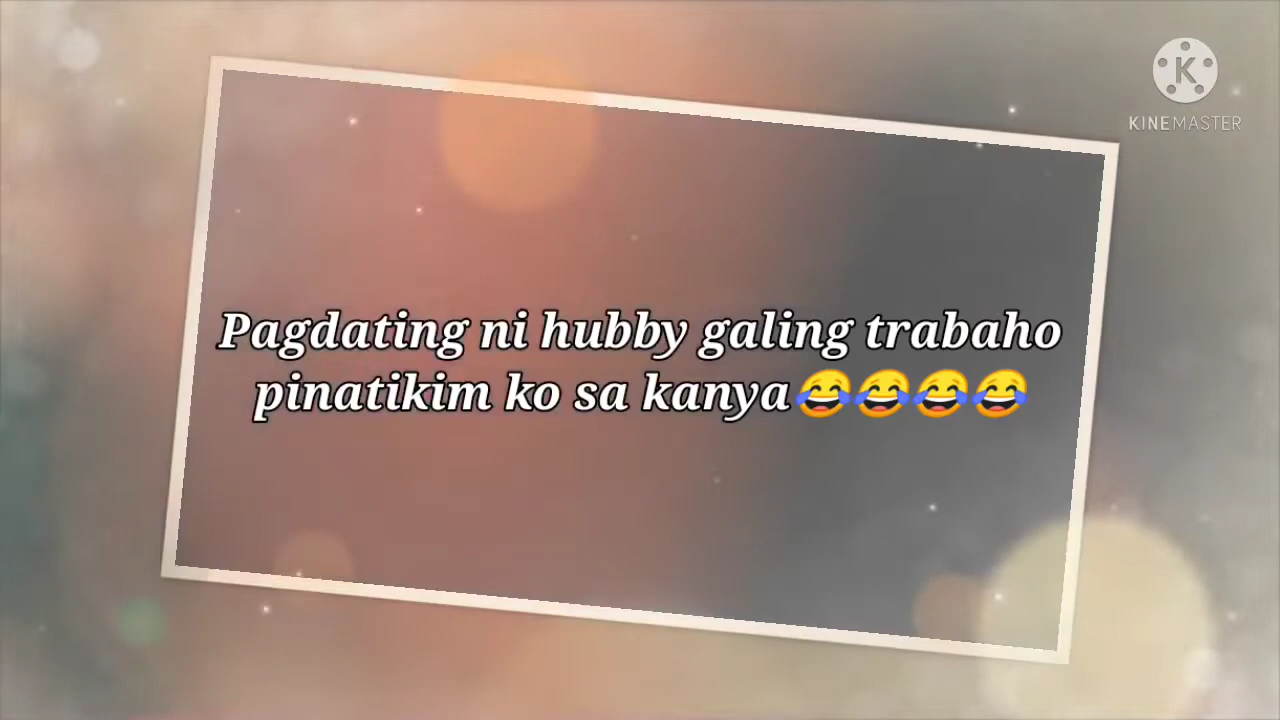 KINEMASTER
Pagdating ni hubby galing trabaho
pinatikim ko sa kanya😂😂😂😂